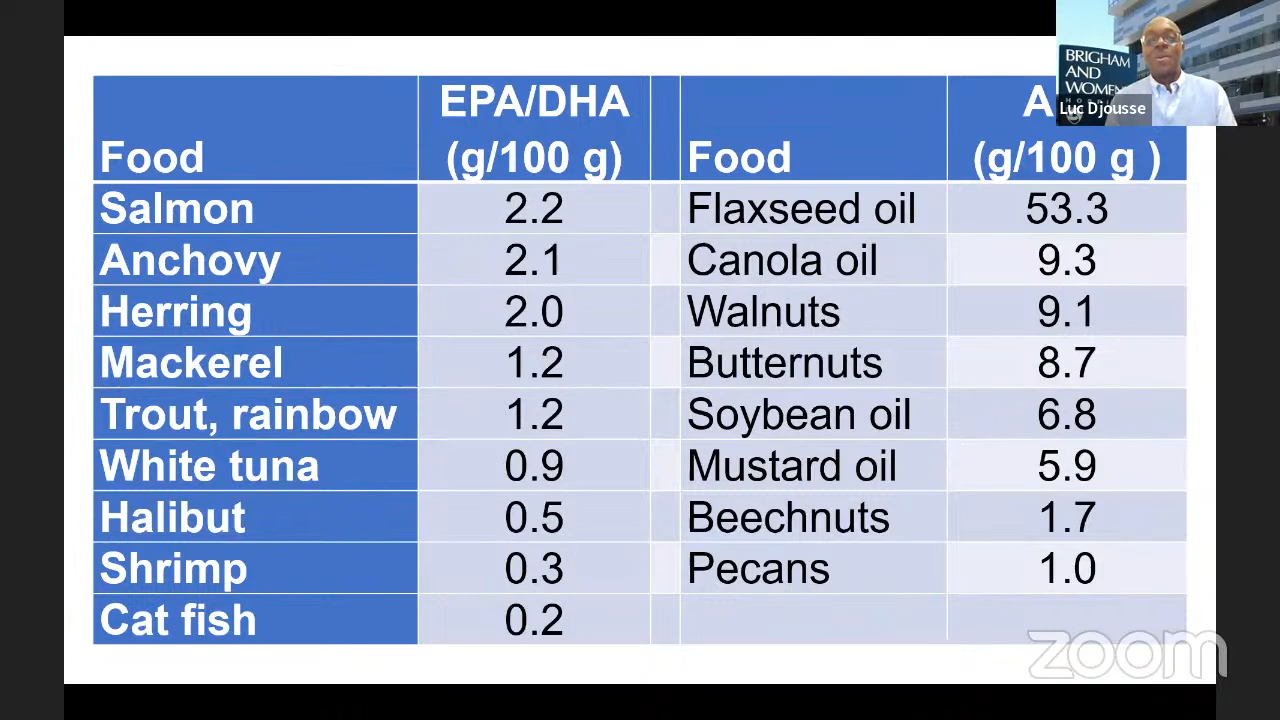 BRIGHAM
AND
WOMEN
Luc Djousse
Food EPA/DHA (g/100 g) Food A (g/100 g )
Salmon 2.2 Flaxseed oil 53.3
Anchovy 2.1 Canola oil 9.3
Herring 2.0 Walnuts 9.1
Mackerel 1.2 Butternuts 8.7
Trout, rainbow 1.2 Soybean oil 6.8
White tuna 0.9 Mustard oil 5.9
Halibut 0.5 Beechnuts 1.7
Shrimp 0.3 Pecans 1.0
Cat fish 0.2
zoom